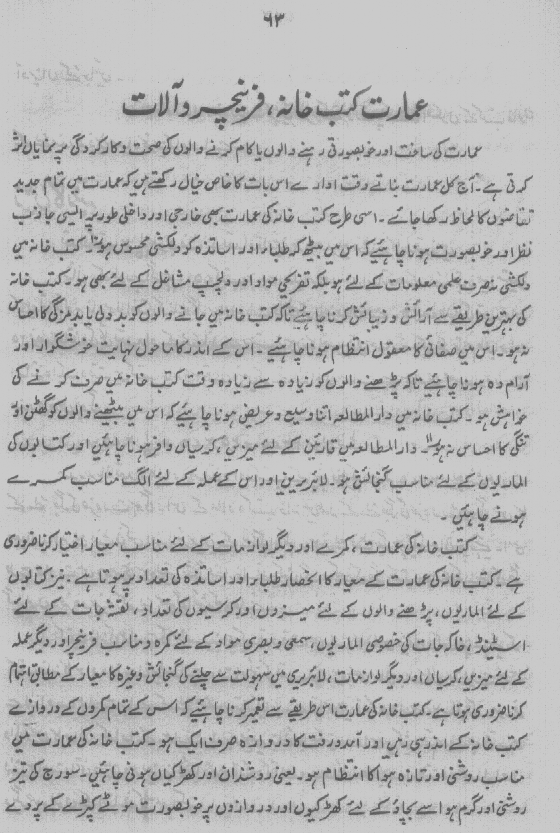 ۶۳
عمارت کتب خانہ، فرنیچر و آلات
عمارت کی ساخت اور خوبصورتی رہنے والوں یا کام کرنے والوں کی صحت و کارکردگی پر نمایاں اثر
کرتی ہے۔ آج کل عمارت بناتے وقت ادارے اس بات کا خاص خیال رکھتے ہیں کہ عمارت میں تمام جدید
تقاضوں کا لحاظ رکھا جائے۔ اسی طرح کتب خانہ کی عمارت بھی خارجی اور داخلی طور پر ایسی جاذب
نظر اور خوبصورت ہونا چاہیئے کہ اس میں بیٹھ کر طلباء اور اساتذہ کو دلکشی محسوس ہو۔ کتب خانہ میں
دلکشی نہ صرف علمی معلومات کے لئے ہو بلکہ تفریحی مواد اور دلچسپ مشاغل کے لئے بھی ہو۔ کتب خانہ
کی بہترین طریقے سے آرائش و زیبائش کرنا چاہیئے تاکہ کتب خانہ میں جانے والوں کو بددلی یا بدمزگی کا احساس
نہ ہو۔ اس میں صفائی کا معقول انتظام ہونا چاہیئے۔ اس کے اندر کا ماحول نہایت خوشگوار اور
آرام دہ ہونا چاہیئے تاکہ پڑھنے والوں کو زیادہ سے زیادہ وقت کتب خانہ میں صرف کرنے کی
خواہش ہو۔ کتب خانہ میں دارالمطالعہ اتنا وسیع و عریض ہونا چاہیئے کہ اس میں بیٹھنے والوں کو گھٹن اور
تنگی کا احساس نہ ہو۔ دارالمطالعہ میں قارئین کے لئے میزیں، کرسیاں وافر ہونا چاہئیں اور کتابوں کی
الماریوں کے لئے مناسب گنجائش ہو۔ لائبریرین اور اس کے عملہ کے لئے الگ مناسب کمرے
ہونے چاہئیں۔
کتب خانہ کی عمارت، کمرے اور دیگر لوازمات کے لئے مناسب معیار اختیار کرنا ضروری
ہے۔ کتب خانہ کی عمارت کے معیار کا انحصار طلباء اور اساتذہ کی تعداد پر ہوتا ہے۔ نیز کتابوں
کے لئے الماریوں، پڑھنے والوں کے لئے میزوں اور کرسیوں کی تعداد، نقشہ جات کے لئے
اسٹینڈ، خاکہ جات کی خصوصی الماریوں، سمعی و بصری مواد کے لئے کمرہ و مناسب فرنیچر اور دیگر عملہ
کے لئے میزیں، کرسیاں اور دیگر لوازمات، لائبریری میں سہولت سے چلنے کی گنجائش وغیرہ کا معیار کے مطابق اہتمام
کرنا ضروری ہوتا ہے۔ کتب خانہ کی عمارت اس طریقے سے تعمیر کرنا چاہیئے کہ اس کے تمام کمروں کے دروازے
کتب خانہ کے اندر ہی رہیں اور آمدورفت کا دروازہ صرف ایک ہو۔ کتب خانہ کی عمارت میں
مناسب روشنی اور تازہ ہوا کا انتظام ہو۔ یعنی روشندان اور کھڑکیاں ہونی چاہئیں۔ سورج کی تیز
روشنی اور گرم ہوا سے بچاؤ کے لئے کھڑکیوں اور دروازوں پر خوبصورت موٹے کپڑے کے پردے